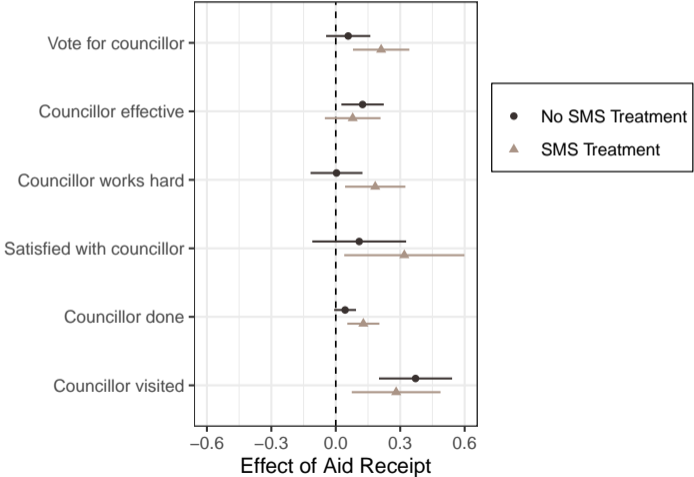 Vote for councillor
Councillor effective
Councillor works hard
Satisfied with councillor
Councillor done
Councillor visited
−0.6 −0.3 0.0 0.3 0.6
Effect of Aid Receipt
No SMS Treatment
SMS Treatment